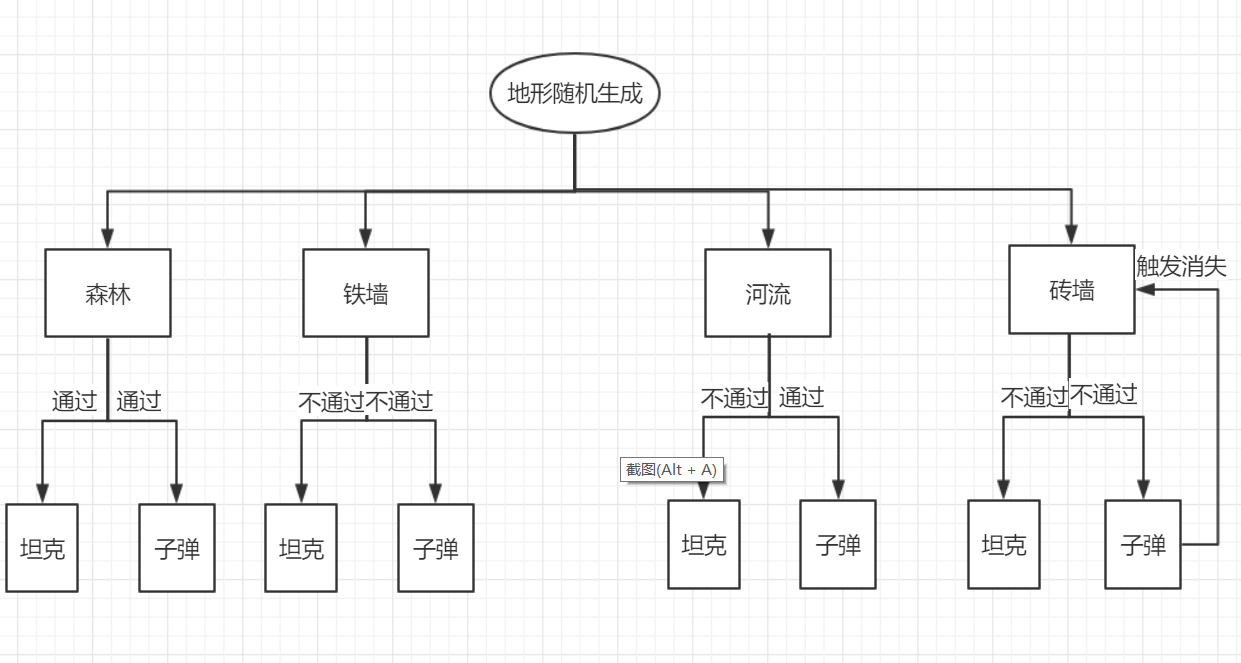 地形随机生成
森林
铁墙
河流
砖墙
触发消失
通过
通过
不通过
不通过
不通过
通过
不通过
不通过
截图(Alt + A)
坦克
子弹
坦克
子弹
坦克
子弹
坦克
子弹